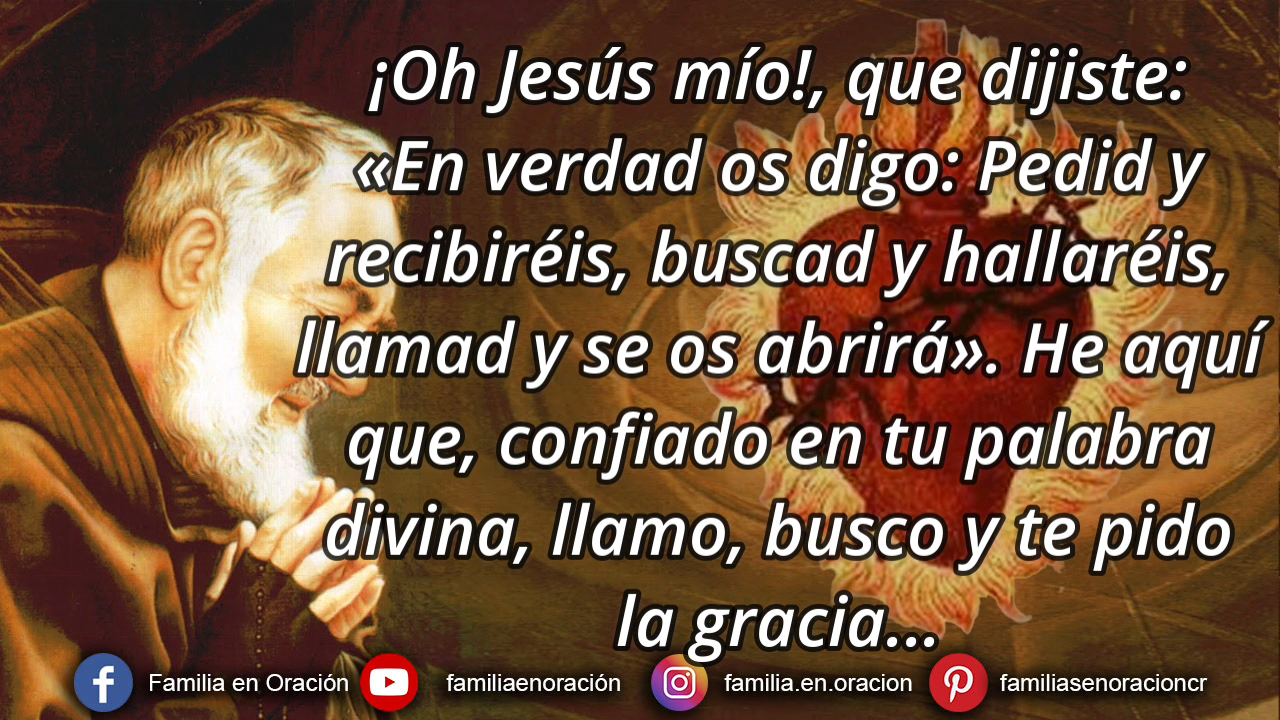 ¡Oh Jesús mío!, que dijiste:
«En verdad os digo: Pedid y
recibiréis, buscad y hallaréis,
llamad y se os abrirá». He aquí
que, confiado en tu palabra
divina, llamo, busco y te pido
la gracia...
Familia en Oración familiaenoración familia.en.oracion familiasenoracioncr